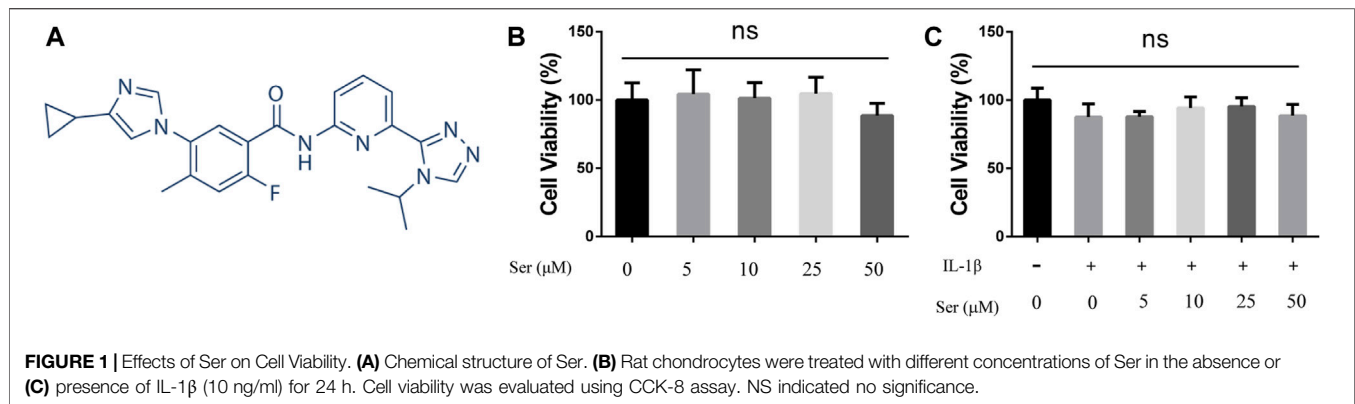 A
N
N
O
N
H
N
F
N
N
N
B
ns
Cell Viability (%)
150
100
50
0
Ser (μM) 0 5 10 25 50
C
ns
Cell Viability (%)
150
100
50
0
IL-1β - + + + + +
Ser (μM) 0 0 5 10 25 50
FIGURE 1 | Effects of Ser on Cell Viability. (A) Chemical structure of Ser. (B) Rat chondrocytes were treated with different concentrations of Ser in the absence or
(C) presence of IL-1β (10 ng/ml) for 24 h. Cell viability was evaluated using CCK-8 assay. NS indicated no significance.